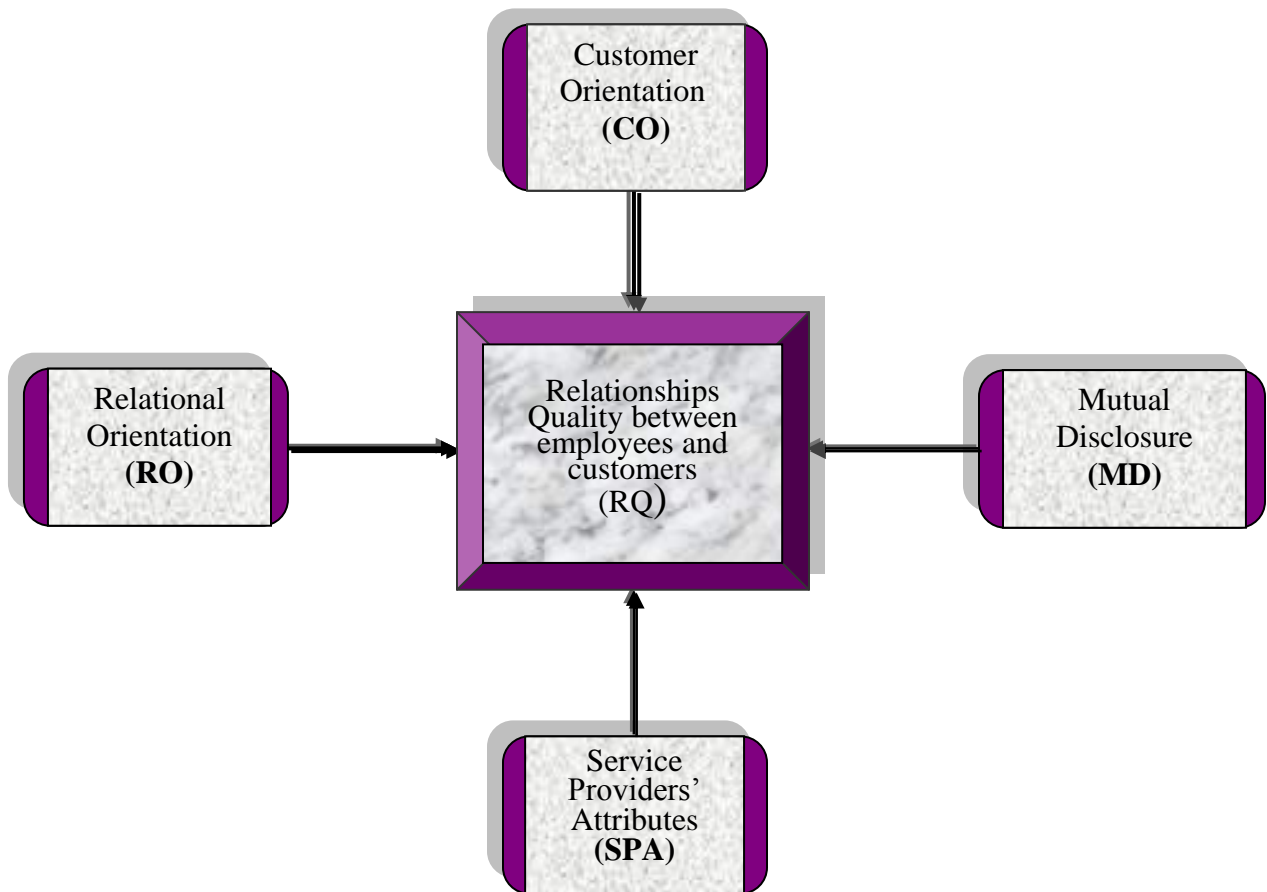 Customer
Orientation
(CO)
Relational
Orientation
(RO)
Relationships
Quality between
employees and
customers
(RQ)
Mutual
Disclosure
(MD)
Service
Providers’
Attributes
(SPA)